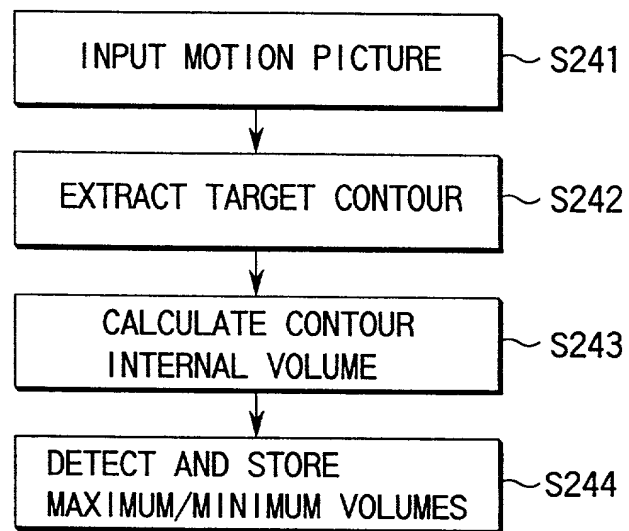 INPUT MOTION PICTURE S241
EXTRACT TARGET CONTOUR S242
CALCULATE CONTOUR
INTERNAL VOLUME S243
DETECT AND STORE
MAXIMUM/MINIMUM VOLUMES S244